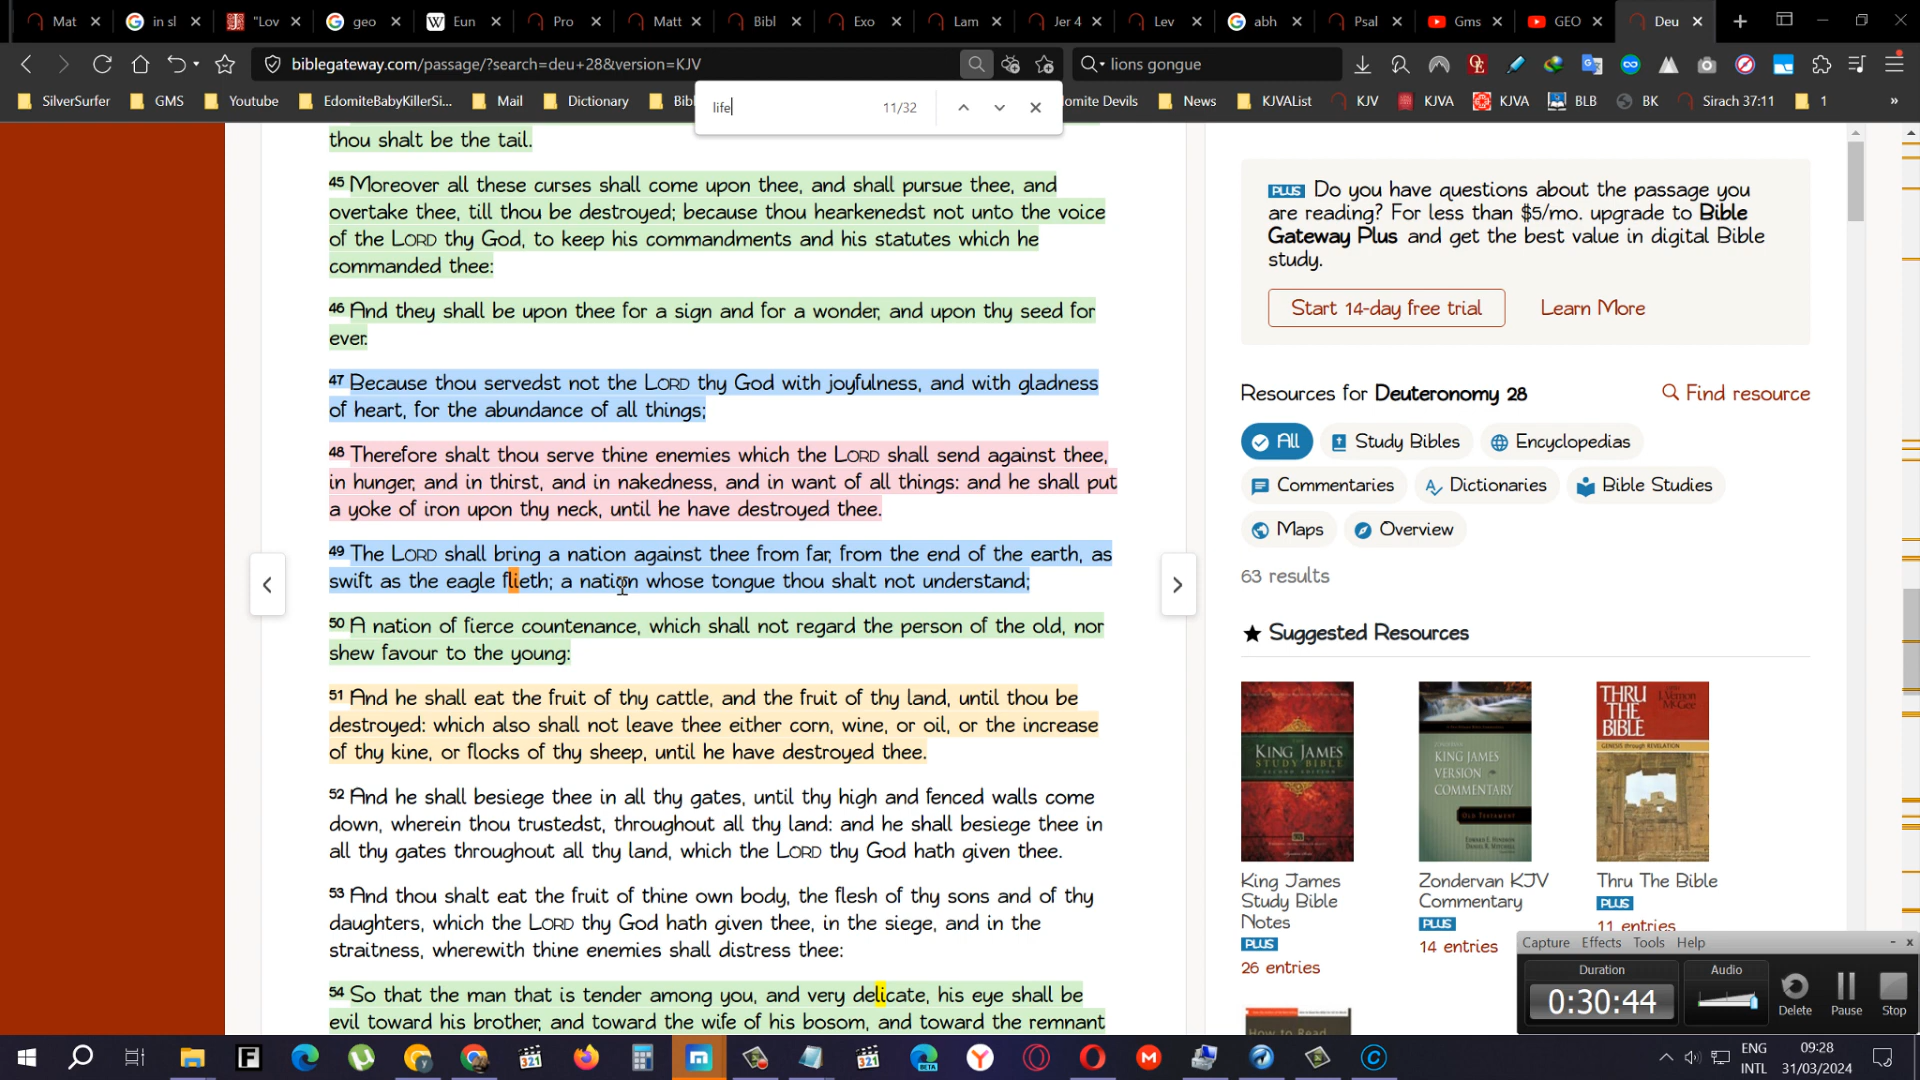 Mat
in sl
"Lov
geo
Eun
Pro
Matt
Bibl
Exo
Lam
Jer 4
Lev
abh
Psal
Gms
GEO
Deu
biblegateway.com/passage/?search=deu+28&version=KJV
lions gongue
SilverSurfer
GMS
Youtube
EdomiteBabyKillerSi...
Mail
Dictionary
omite Devils
News
KJVAList
KJV
KJVA
KJVA
BLB
BK
Sirach 37:11
1
life
11/32
thou shalt be the tail.
45 Moreover all these curses shall come upon thee, and shall pursue thee, and
overtake thee, till thou be destroyed; because thou hearkenedst not unto the voice
of the LORD thy God, to keep his commandments and his statutes which he
commanded thee:
46 And they shall be upon thee for a sign and for a wonder, and upon thy seed for
ever.
47 Because thou servedst not the LORD thy God with joyfulness, and with gladness
of heart, for the abundance of all things;
48 Therefore shalt thou serve thine enemies which the LORD shall send against thee,
in hunger, and in thirst, and in nakedness, and in want of all things: and he shall put
a yoke of iron upon thy neck, until he have destroyed thee.
49 The LORD shall bring a nation against thee from far, from the end of the earth, as
swift as the eagle flieth; a nation whose tongue thou shalt not understand;
50 A nation of fierce countenance, which shall not regard the person of the old, nor
shew favour to the young:
51 And he shall eat the fruit of thy cattle, and the fruit of thy land, until thou be
destroyed: which also shall not leave thee either corn, wine, or oil, or the increase
of thy kine, or flocks of thy sheep, until he have destroyed thee.
52 And he shall besiege thee in all thy gates, until thy high and fenced walls come
down, wherein thou trustedst, throughout all thy land: and he shall besiege thee in
all thy gates throughout all thy land, which the LORD thy God hath given thee.
53 And thou shalt eat the fruit of thine own body, the flesh of thy sons and of thy
daughters, which the LORD thy God hath given thee, in the siege, and in the
straitness, wherewith thine enemies shall distress thee:
54 So that the man that is tender among you, and very delicate, his eye shall be
evil toward his brother, and toward the wife of his bosom, and toward the remnant
PLUS Do you have questions about the passage you
are reading? For less than $5/mo. upgrade to Bible
Gateway Plus and get the best value in digital Bible
study.
Start 14-day free trial
Learn More
Resources for Deuteronomy 28
Find resource
All
Study Bibles
Encyclopedias
Commentaries
Dictionaries
Bible Studies
Maps
Overview
63 results
Suggested Resources
KING JAMES
STUDY BIBLE
KING JAMES
VERSION
COMMENTARY
THRU
THE
BIBLE
King James
Study Bible
Notes
PLUS
26 entries
Zondervan KJV
Commentary
PLUS
14 entries
Thru The Bible
PLUS
11 entries
How to Read
Capture Effects Tools Help
Duration
0:30:44
Audio
Delete
Pause
Stop
ENG
INTL
09:28
31/03/2024